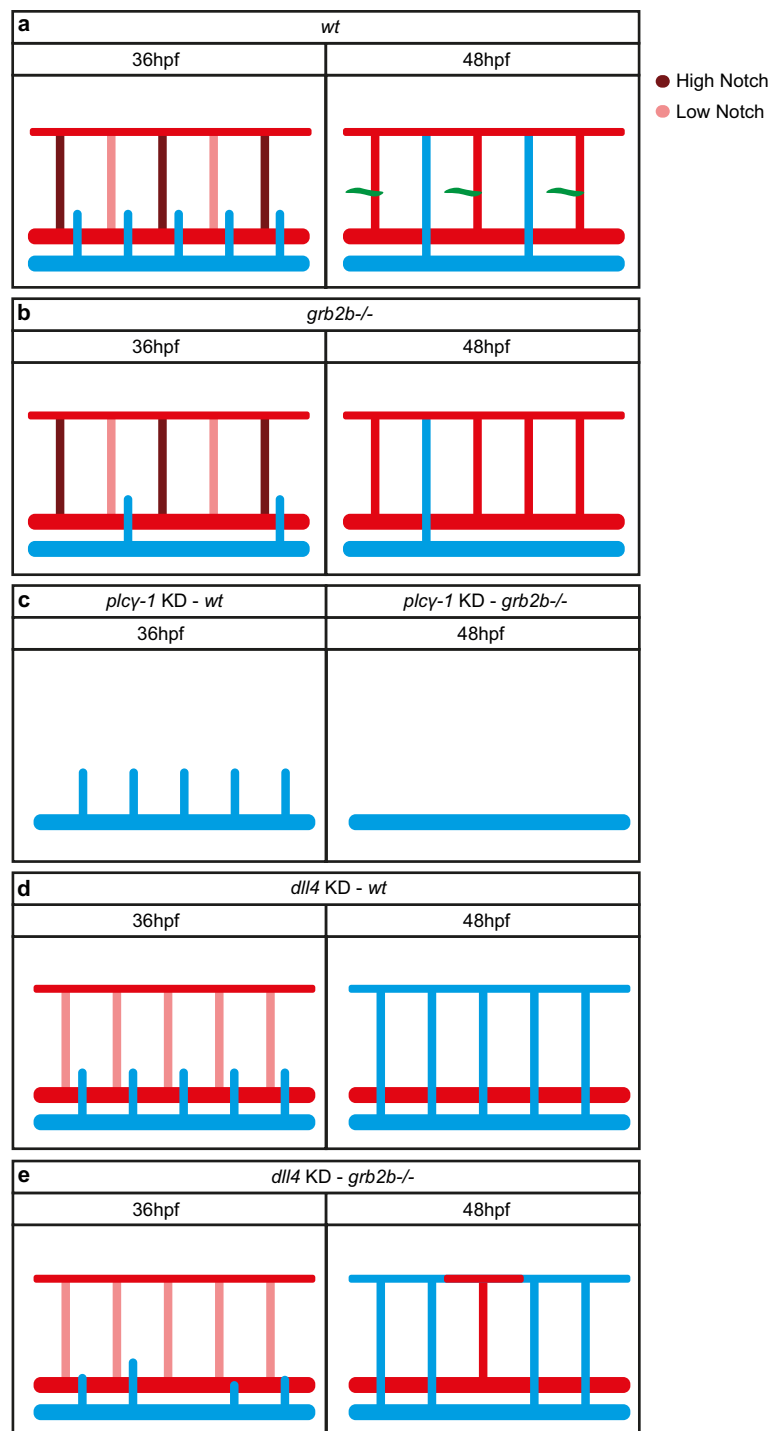 a
wt
36hpf
48hpf
High Notch
Low Notch
b
grb2b-/-
36hpf
48hpf
c
plcγ-1 KD - wt
plcγ-1 KD - grb2b-/-
36hpf
48hpf
d
dll4 KD - wt
36hpf
48hpf
e
dll4 KD - grb2b-/-
36hpf
48hpf